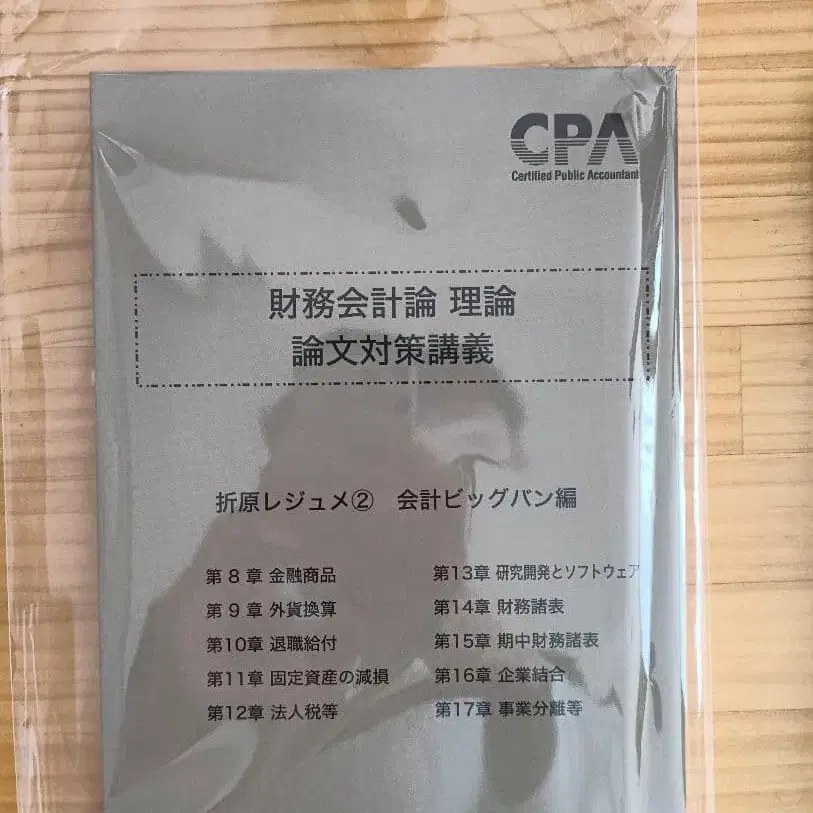 CPA
Certified Public Accountant
財務会計論 理論
論文対策講義
折原レジュメ② 会計ビッグバン編
第 8 章 金融商品
第 9 章 外貨換算
第10章 退職給付
第11章 固定資産の減損
第12章 法人税等
第13章 研究開発とソフトウェア
第14章 財務諸表
第15章 期中財務諸表
第16章 企業結合
第17章 事業分離等